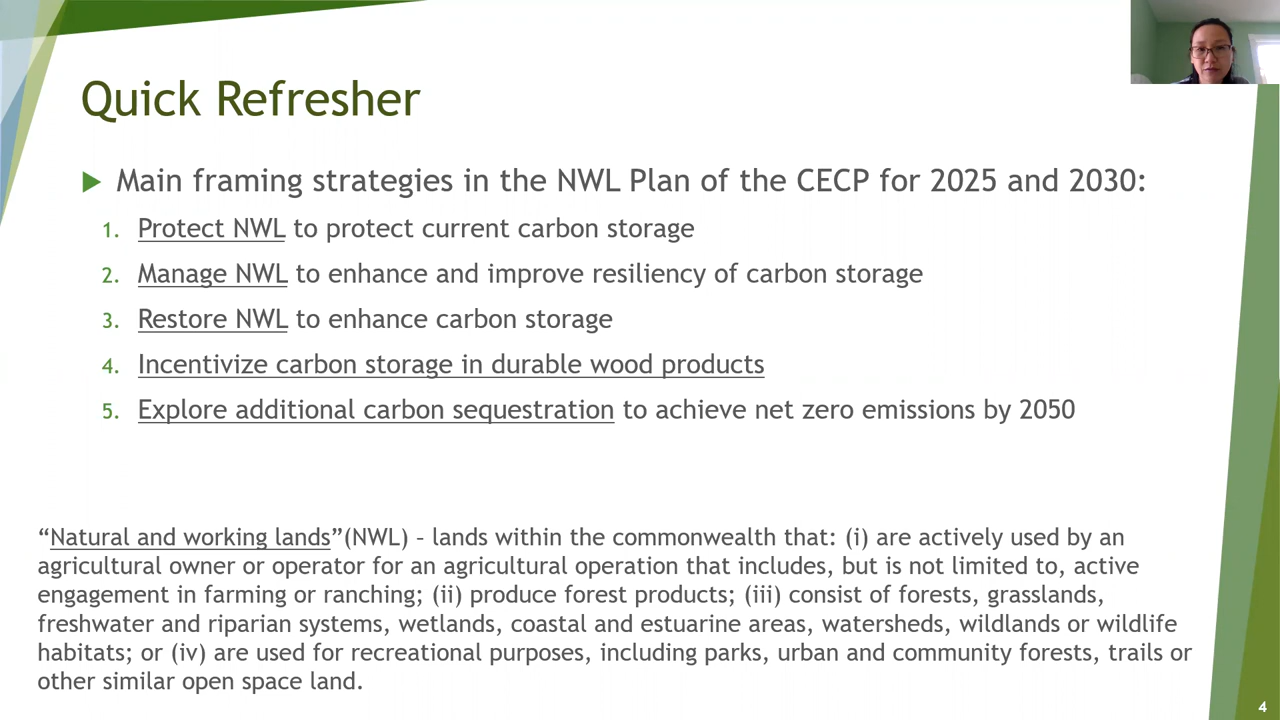 Quick Refresher
Main framing strategies in the NWL Plan of the CECP for 2025 and 2030:
1. Protect NWL to protect current carbon storage
2. Manage NWL to enhance and improve resiliency of carbon storage
3. Restore NWL to enhance carbon storage
4. Incentivize carbon storage in durable wood products
5. Explore additional carbon sequestration to achieve net zero emissions by 2050
“Natural and working lands”(NWL) – lands within the commonwealth that: (i) are actively used by an
agricultural owner or operator for an agricultural operation that includes, but is not limited to, active
engagement in farming or ranching; (ii) produce forest products; (iii) consist of forests, grasslands,
freshwater and riparian systems, wetlands, coastal and estuarine areas, watersheds, wildlands or wildlife
habitats; or (iv) are used for recreational purposes, including parks, urban and community forests, trails or
other similar open space land.
4